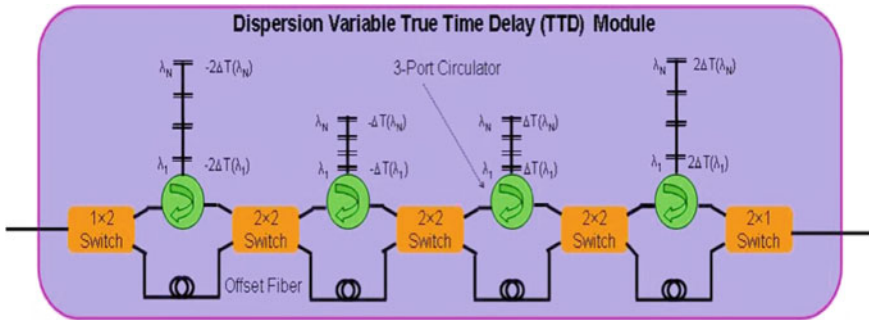 Dispersion Variable True Time Delay (TTD) Module
λN -2ΔT(λN)
λN 2ΔT(λN)
3-Port Circulator
λN -ΔT(λN)
λN ΔT(λN)
λ1 -2ΔT(λ1)
λ1 -ΔT(λ1)
λ1 ΔT(λ1)
λ1 2ΔT(λ1)
1×2
Switch
2×2
Switch
2×2
Switch
2×2
Switch
2×1
Switch
Offset Fiber